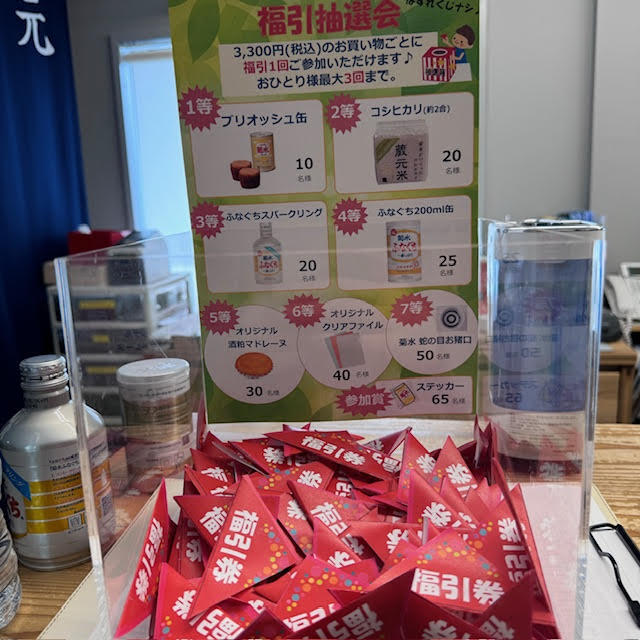 元
はずれくじナシ♪
福引抽選会
3,300円(税込)のお買い物ごとに
福引1回ご参加いただけます♪
おひとり様最大3回まで。
1等
ブリオッシュ缶
10
名様
2等
コシヒカリ(約2合)
蔵元米
20
名様
3等
ふなぐちスパークリング
20
名様
4等
ふなぐち200ml缶
25
名様
5等
オリジナル
酒粕マドレーヌ
30 名様
6等
オリジナル
クリアファイル
40 名様
7等
菊水 蛇の目お猪口
50 名様
参加賞
ステッカー
65 名様
福引券
福引券
福引券
福引券
福引券